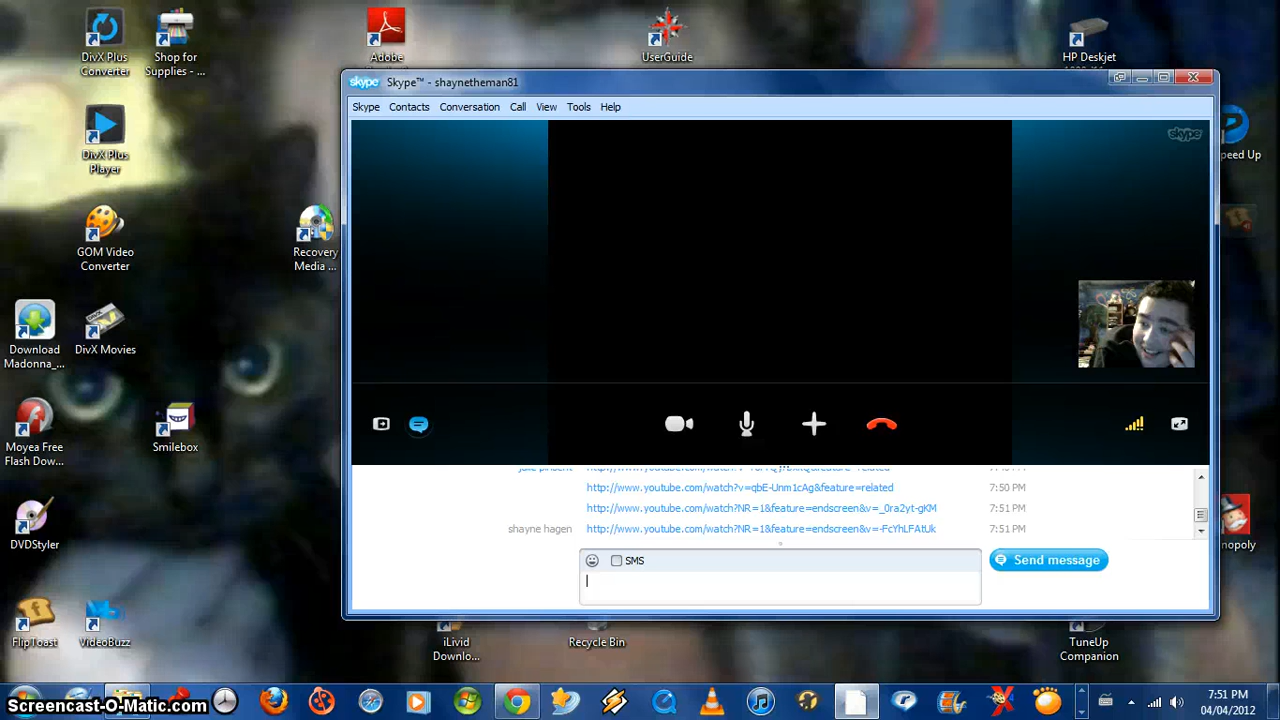 DivX Plus
Converter
Shop for
Supplies - ...
Adobe
UserGuide
HP Deskjet
skype Skype™ - shaynetheman81
Skype Contacts Conversation Call View Tools Help
skype
DivX Plus
Player
Speed Up
GOM Video
Converter
Recovery
Media ...
Download
Madonna_...
DivX Movies
Moyea Free
Flash Dow...
Smilebox
http://www.youtube.com/watch?v=qbE-Unm1cAg&feature=related 7:50 PM
http://www.youtube.com/watch?NR=1&feature=endscreen&v=_0ra2yt-gKM 7:51 PM
shayne hagen http://www.youtube.com/watch?NR=1&feature=endscreen&v=-FcYhLFAtUk 7:51 PM
SMS
Send message
DVDStyler
onopoly
FlipToast
VideoBuzz
iLivid
Downlo...
Recycle Bin
TuneUp
Companion
Screencast-O-Matic.com
7:51 PM
04/04/2012